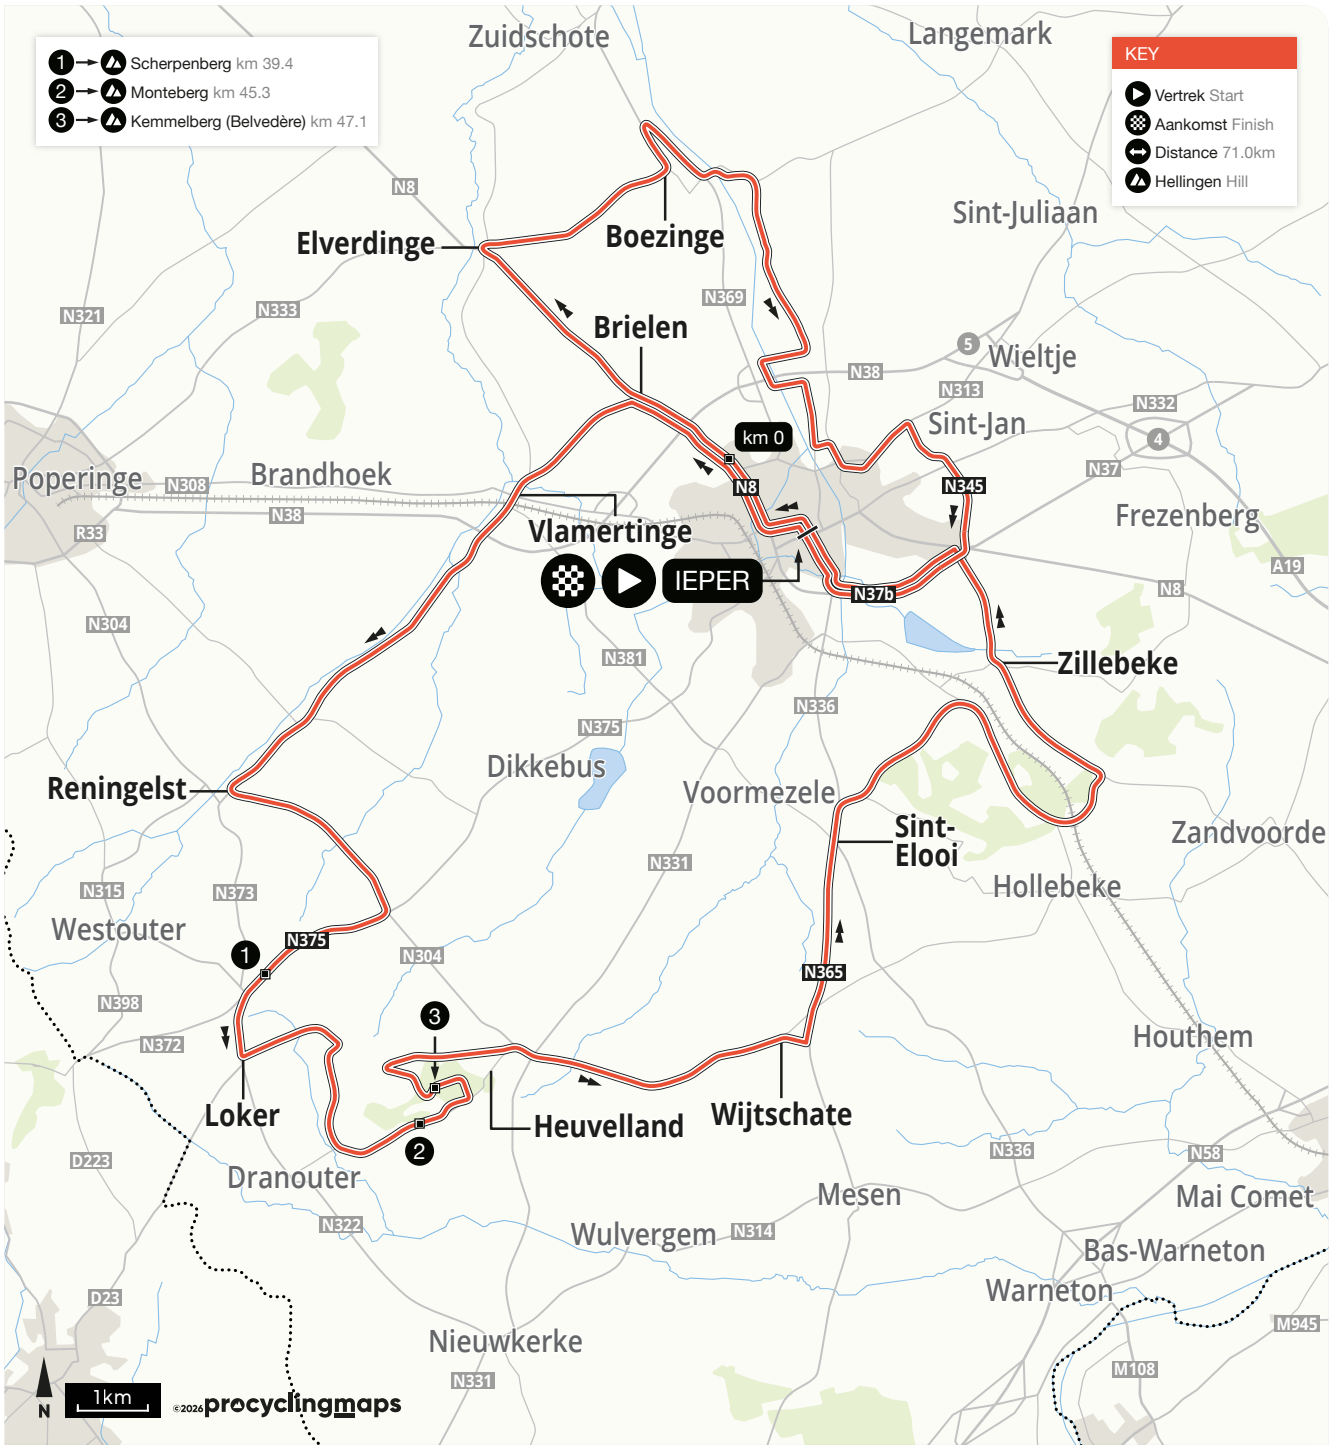 Zuidschote
Langemark
1 Scherpenberg km 39.4
2 Monteberg km 45.3
3 Kemmelberg (Belvedère) km 47.1
KEY
Vertrek Start
Aankomst Finish
Distance 71.0km
Hellingen Hill
N8
Sint-Juliaan
Elverdinge
Boezinge
N369
N333
N321
Brielen
5
Wieltje
N38
N313
N332
Sint-Jan
km 0
4
N37
Poperinge
N308
Brandhoek
N8
N345
N38
Frezenberg
R33
Vlamertinge
IEPER
A19
N37b
N8
N304
N381
Zillebeke
N336
N375
Dikkebus
Reningelst
Voormezele
Sint-
Elooi
Zandvoorde
N331
Hollebeke
N315
N373
Westouter
N375
1
N304
N365
N398
3
N372
Houthem
Loker
Heuvelland
Wijtschate
2
N336
N58
D223
Dranouter
Mesen
Mai Comet
N322
Wulvergem
N314
Bas-Warneton
Warneton
D23
M945
Nieuwkerke
N331
M108
N
1km
©2026 procyclingmaps